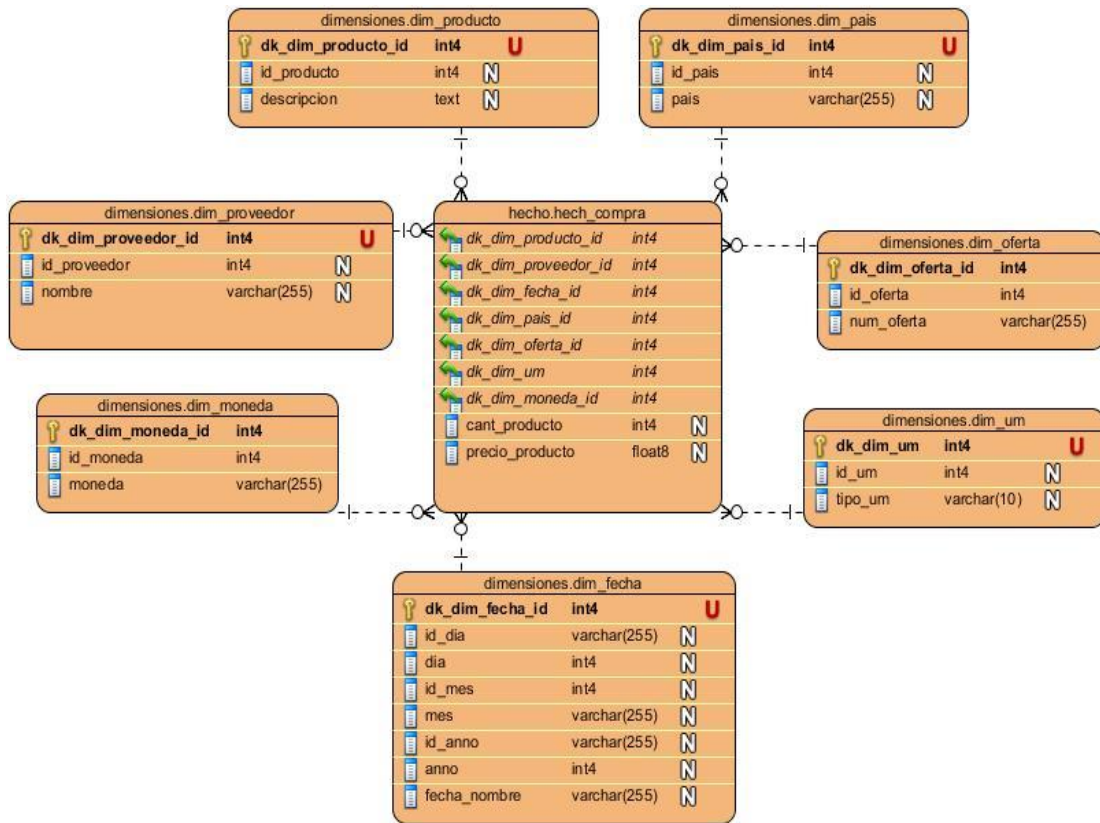 dimensiones.dim_producto
dk_dim_producto_id int4 U
id_producto int4 N
descripcion text N
dimensiones.dim_pais
dk_dim_pais_id int4 U
id_pais int4 N
pais varchar(255) N
dimensiones.dim_proveedor
dk_dim_proveedor_id int4 U
id_proveedor int4 N
nombre varchar(255) N
hecho.hech_compra
dk_dim_producto_id int4
dk_dim_proveedor_id int4
dk_dim_fecha_id int4
dk_dim_pais_id int4
dk_dim_oferta_id int4
dk_dim_um int4
dk_dim_moneda_id int4
cant_producto int4 N
precio_producto float8 N
dimensiones.dim_oferta
dk_dim_oferta_id int4
id_oferta int4
num_oferta varchar(255)
dimensiones.dim_moneda
dk_dim_moneda_id int4
id_moneda int4
moneda varchar(255)
dimensiones.dim_um
dk_dim_um int4 U
id_um int4 N
tipo_um varchar(10) N
dimensiones.dim_fecha
dk_dim_fecha_id int4 U
id_dia varchar(255) N
dia int4 N
id_mes int4 N
mes varchar(255) N
id_anno varchar(255) N
anno int4 N
fecha_nombre varchar(255) N